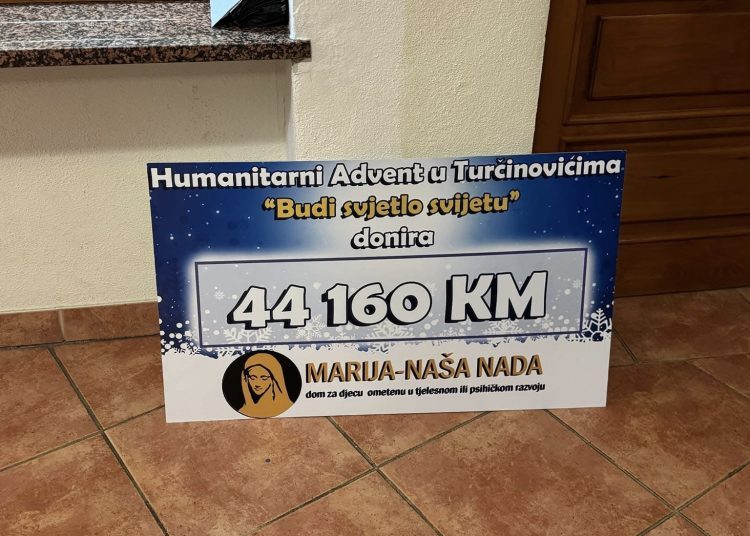 Humanitarni Advent u Turčinovićima
“Budi svjetlo svijetu”
donira
44 160 KM
MARIJA-NAŠA NADA
dom za djecu ometenu u tjelesnom ili psihičkom razvoju